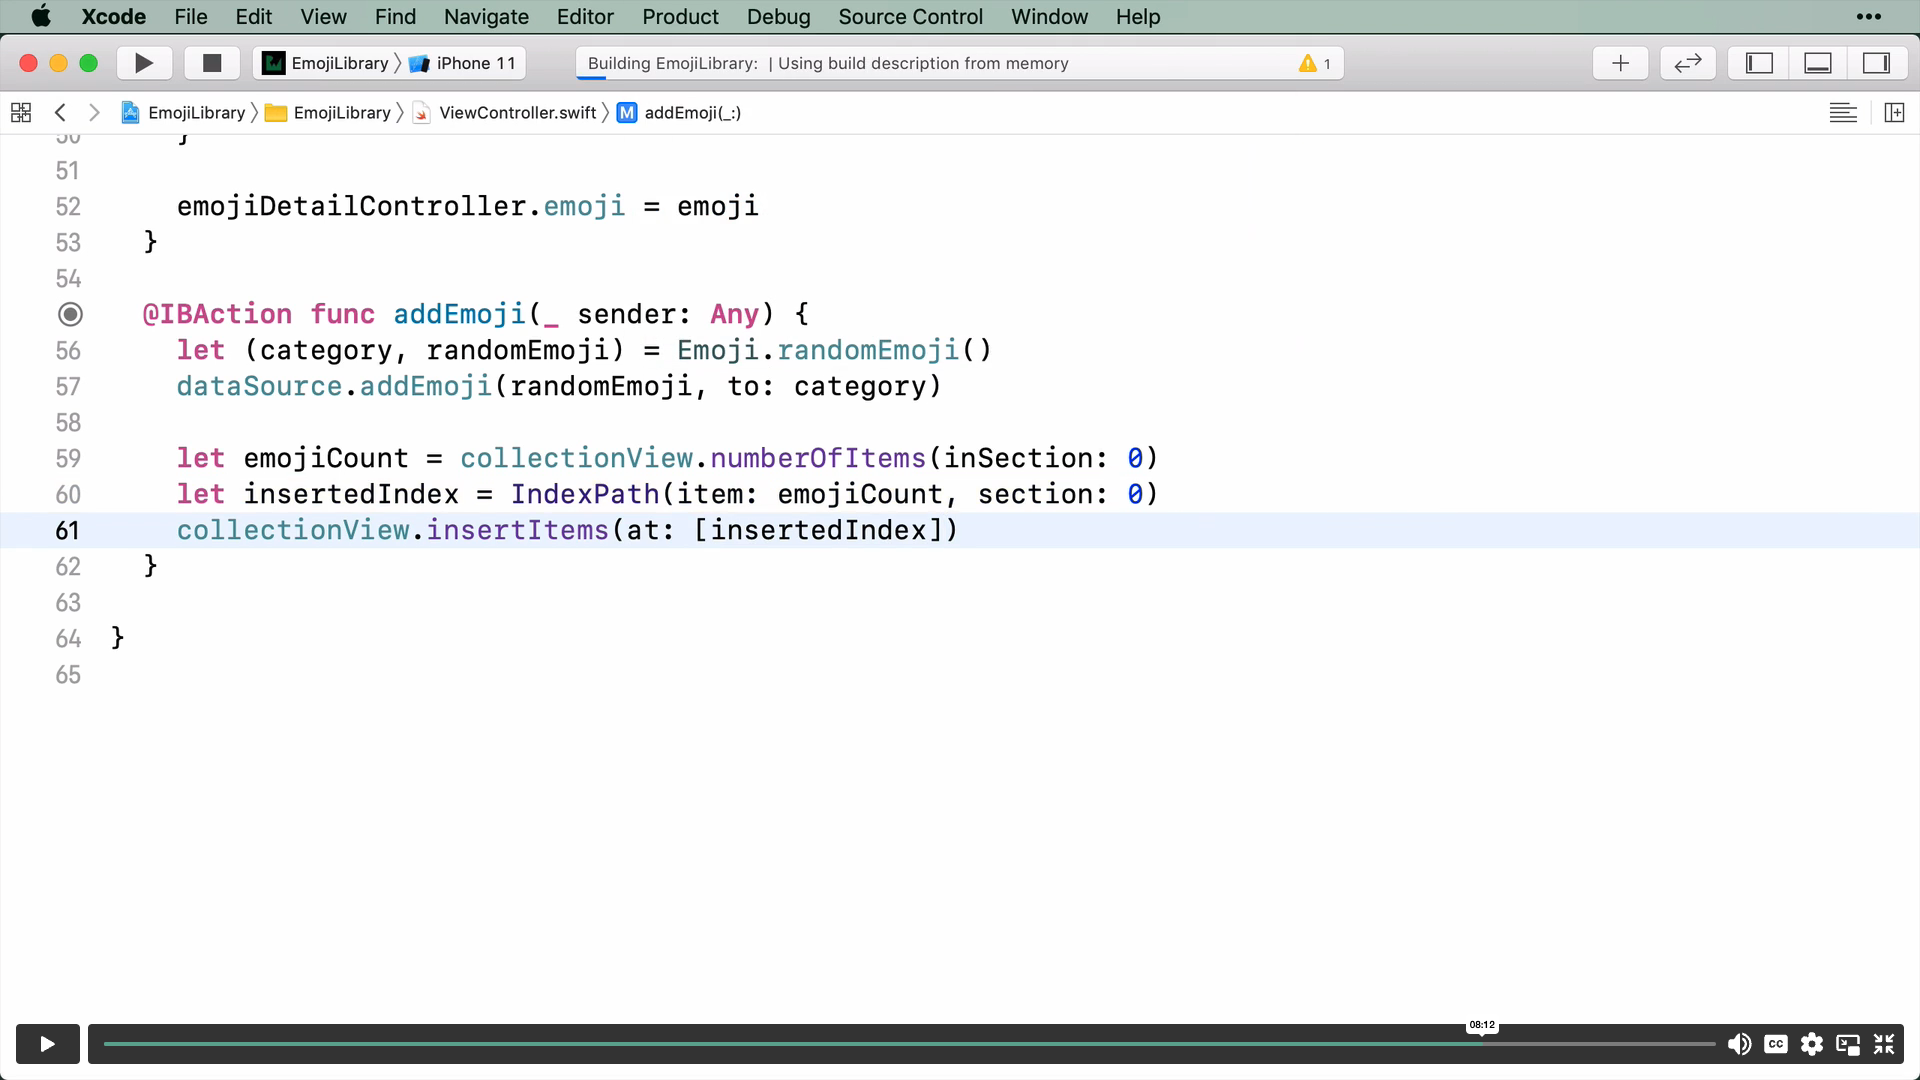 Xcode File Edit View Find Navigate Editor Product Debug Source Control Window Help •••
EmojiLibrary 〉 iPhone 11 Building EmojiLibrary: | Using build description from memory 1
EmojiLibrary 〉 EmojiLibrary 〉 ViewController.swift 〉 M addEmoji(_:)
50 }
51
52 emojiDetailController.emoji = emoji
53 }
54
@IBAction func addEmoji(_ sender: Any) {
56 let (category, randomEmoji) = Emoji.randomEmoji()
57 dataSource.addEmoji(randomEmoji, to: category)
58
59 let emojiCount = collectionView.numberOfItems(inSection: 0)
60 let insertedIndex = IndexPath(item: emojiCount, section: 0)
61 collectionView.insertItems(at: [insertedIndex])
62 }
63
64 }
65
08:12
CC